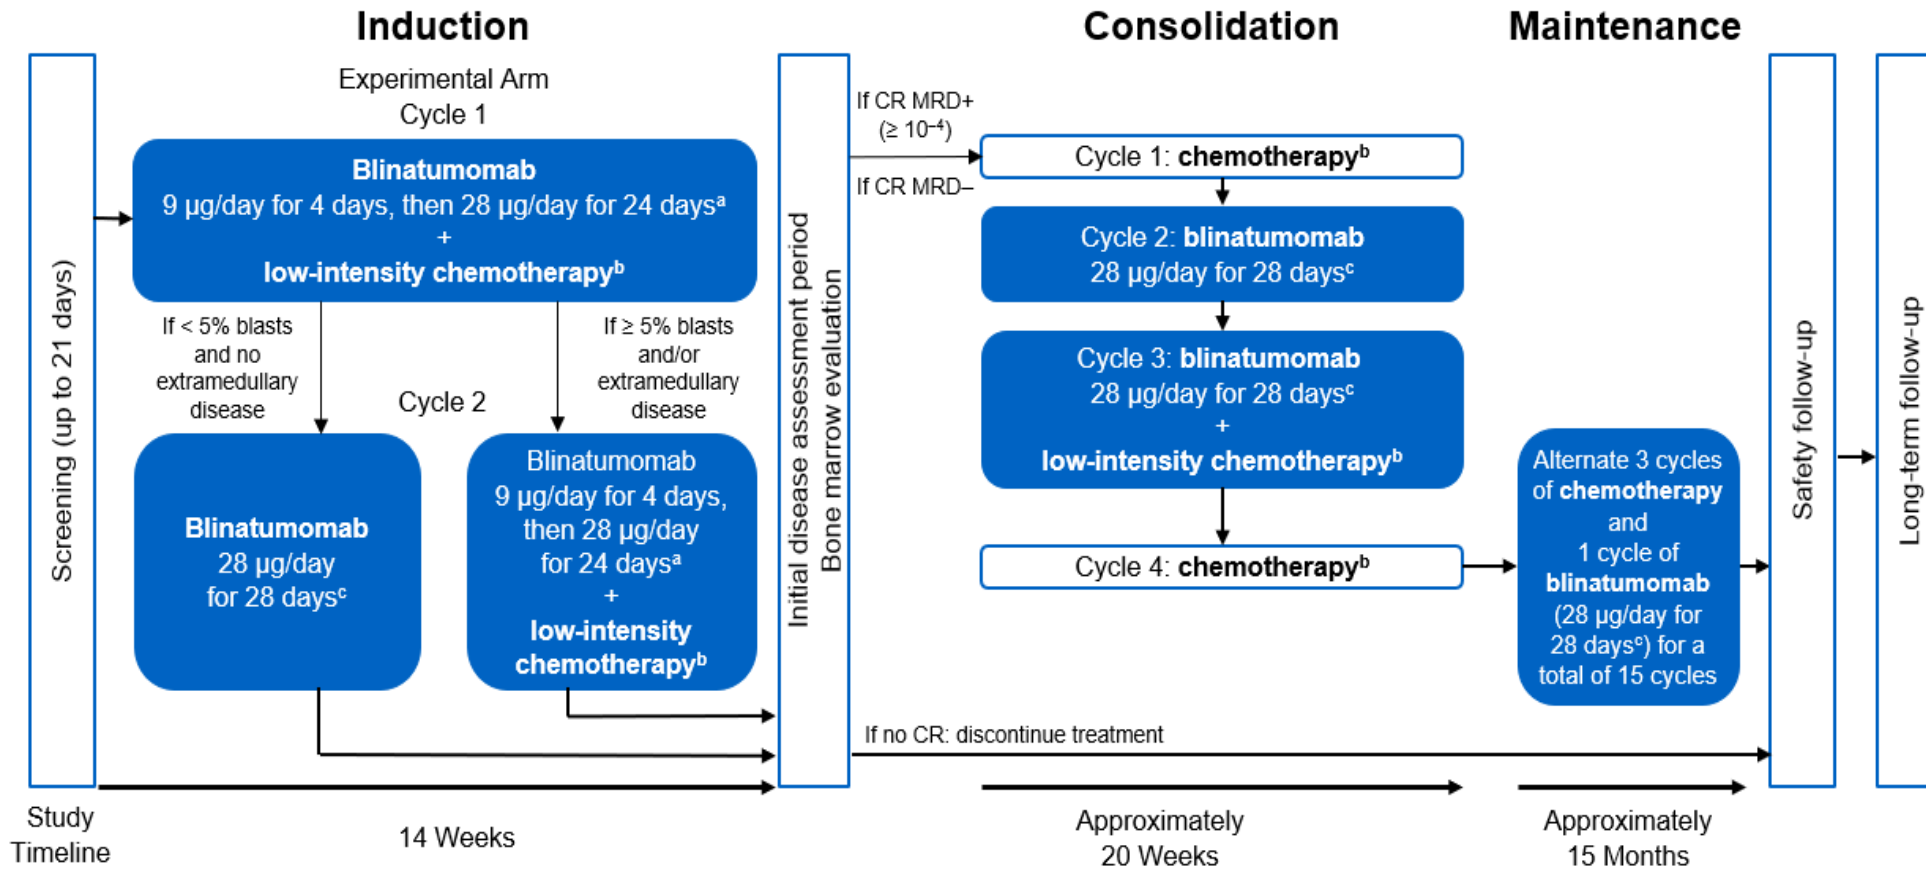 Induction
Consolidation
Maintenance
Screening (up to 21 days)
Experimental Arm
Cycle 1
Blinatumomab
9 µg/day for 4 days, then 28 µg/day for 24 daysᵃ
+
low-intensity chemotherapyᵇ
If < 5% blasts
and no
extramedullary
disease
If ≥ 5% blasts
and/or
extramedullary
disease
Cycle 2
Blinatumomab
28 µg/day
for 28 daysᶜ
Blinatumomab
9 µg/day for 4 days,
then 28 µg/day
for 24 daysᵃ
+
low-intensity
chemotherapyᵇ
Initial disease assessment period
Bone marrow evaluation
If CR MRD+
(≥ 10⁻⁴)
If CR MRD–
Cycle 1: chemotherapyᵇ
Cycle 2: blinatumomab
28 µg/day for 28 daysᶜ
Cycle 3: blinatumomab
28 µg/day for 28 daysᶜ
+
low-intensity chemotherapyᵇ
Cycle 4: chemotherapyᵇ
Alternate 3 cycles
of chemotherapy
and
1 cycle of
blinatumomab
(28 µg/day for
28 daysᶜ) for a
total of 15 cycles
If no CR: discontinue treatment
Safety follow-up
Long-term follow-up
Study
Timeline
14 Weeks
Approximately
20 Weeks
Approximately
15 Months